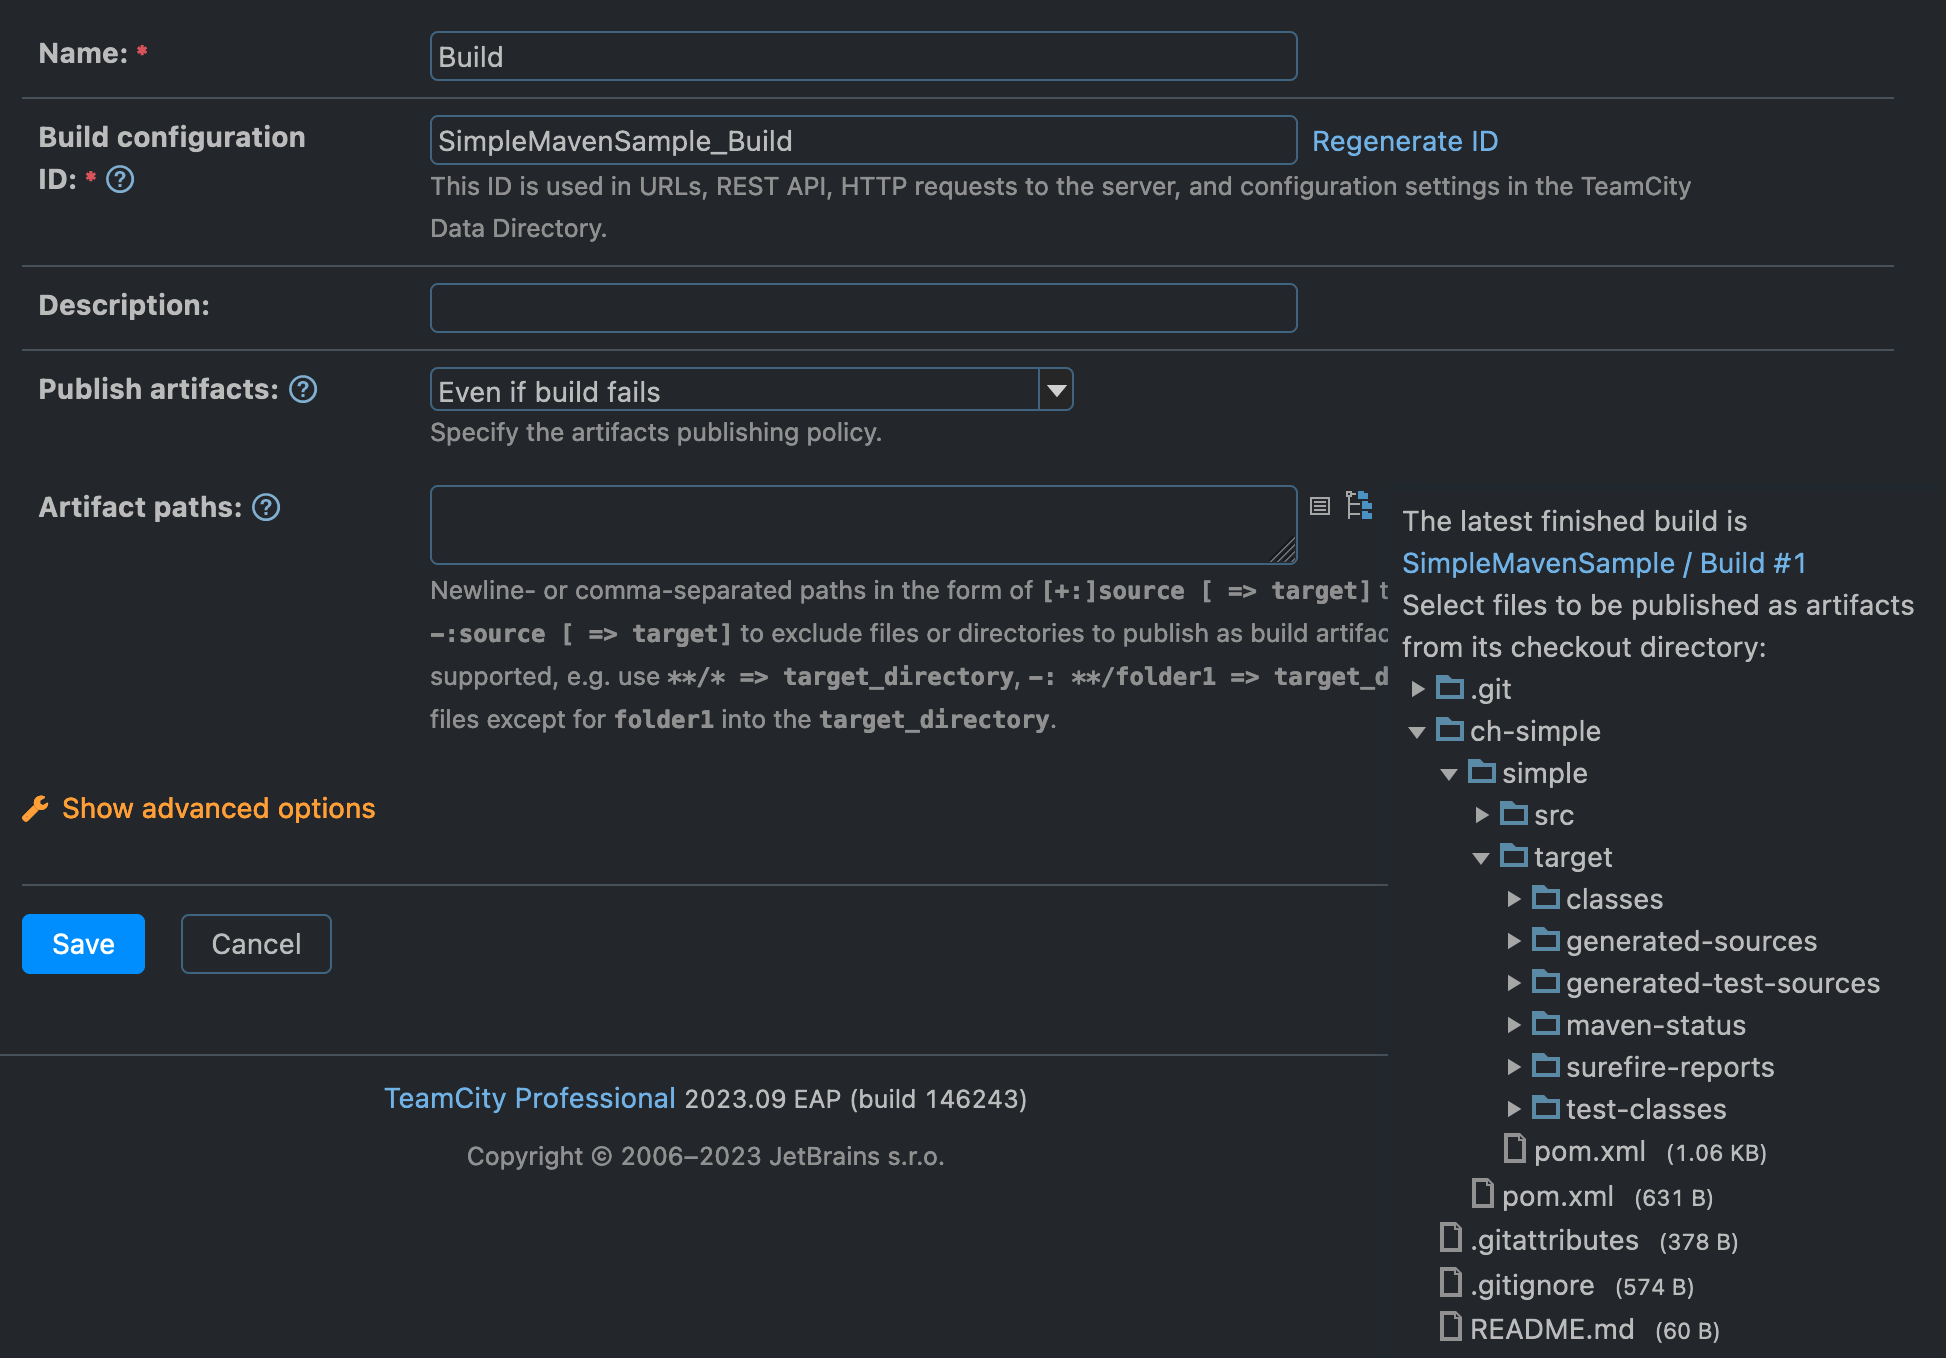 Name: *
Build
Build configuration
ID: * ?
SimpleMavenSample_Build
Regenerate ID
This ID is used in URLs, REST API, HTTP requests to the server, and configuration settings in the TeamCity
Data Directory.
Description:
Publish artifacts: ?
Even if build fails
Specify the artifacts publishing policy.
Artifact paths: ?
Newline- or comma-separated paths in the form of [+:]source [ => target] t
-:source [ => target] to exclude files or directories to publish as build artifac
supported, e.g. use **/* => target_directory, -: **/folder1 => target_d
files except for folder1 into the target_directory.
Show advanced options
Save
Cancel
TeamCity Professional 2023.09 EAP (build 146243)
Copyright © 2006–2023 JetBrains s.r.o.
The latest finished build is
SimpleMavenSample / Build #1
Select files to be published as artifacts
from its checkout directory:
.git
ch-simple
simple
src
target
classes
generated-sources
generated-test-sources
maven-status
surefire-reports
test-classes
pom.xml (1.06 KB)
pom.xml (631 B)
.gitattributes (378 B)
.gitignore (574 B)
README.md (60 B)